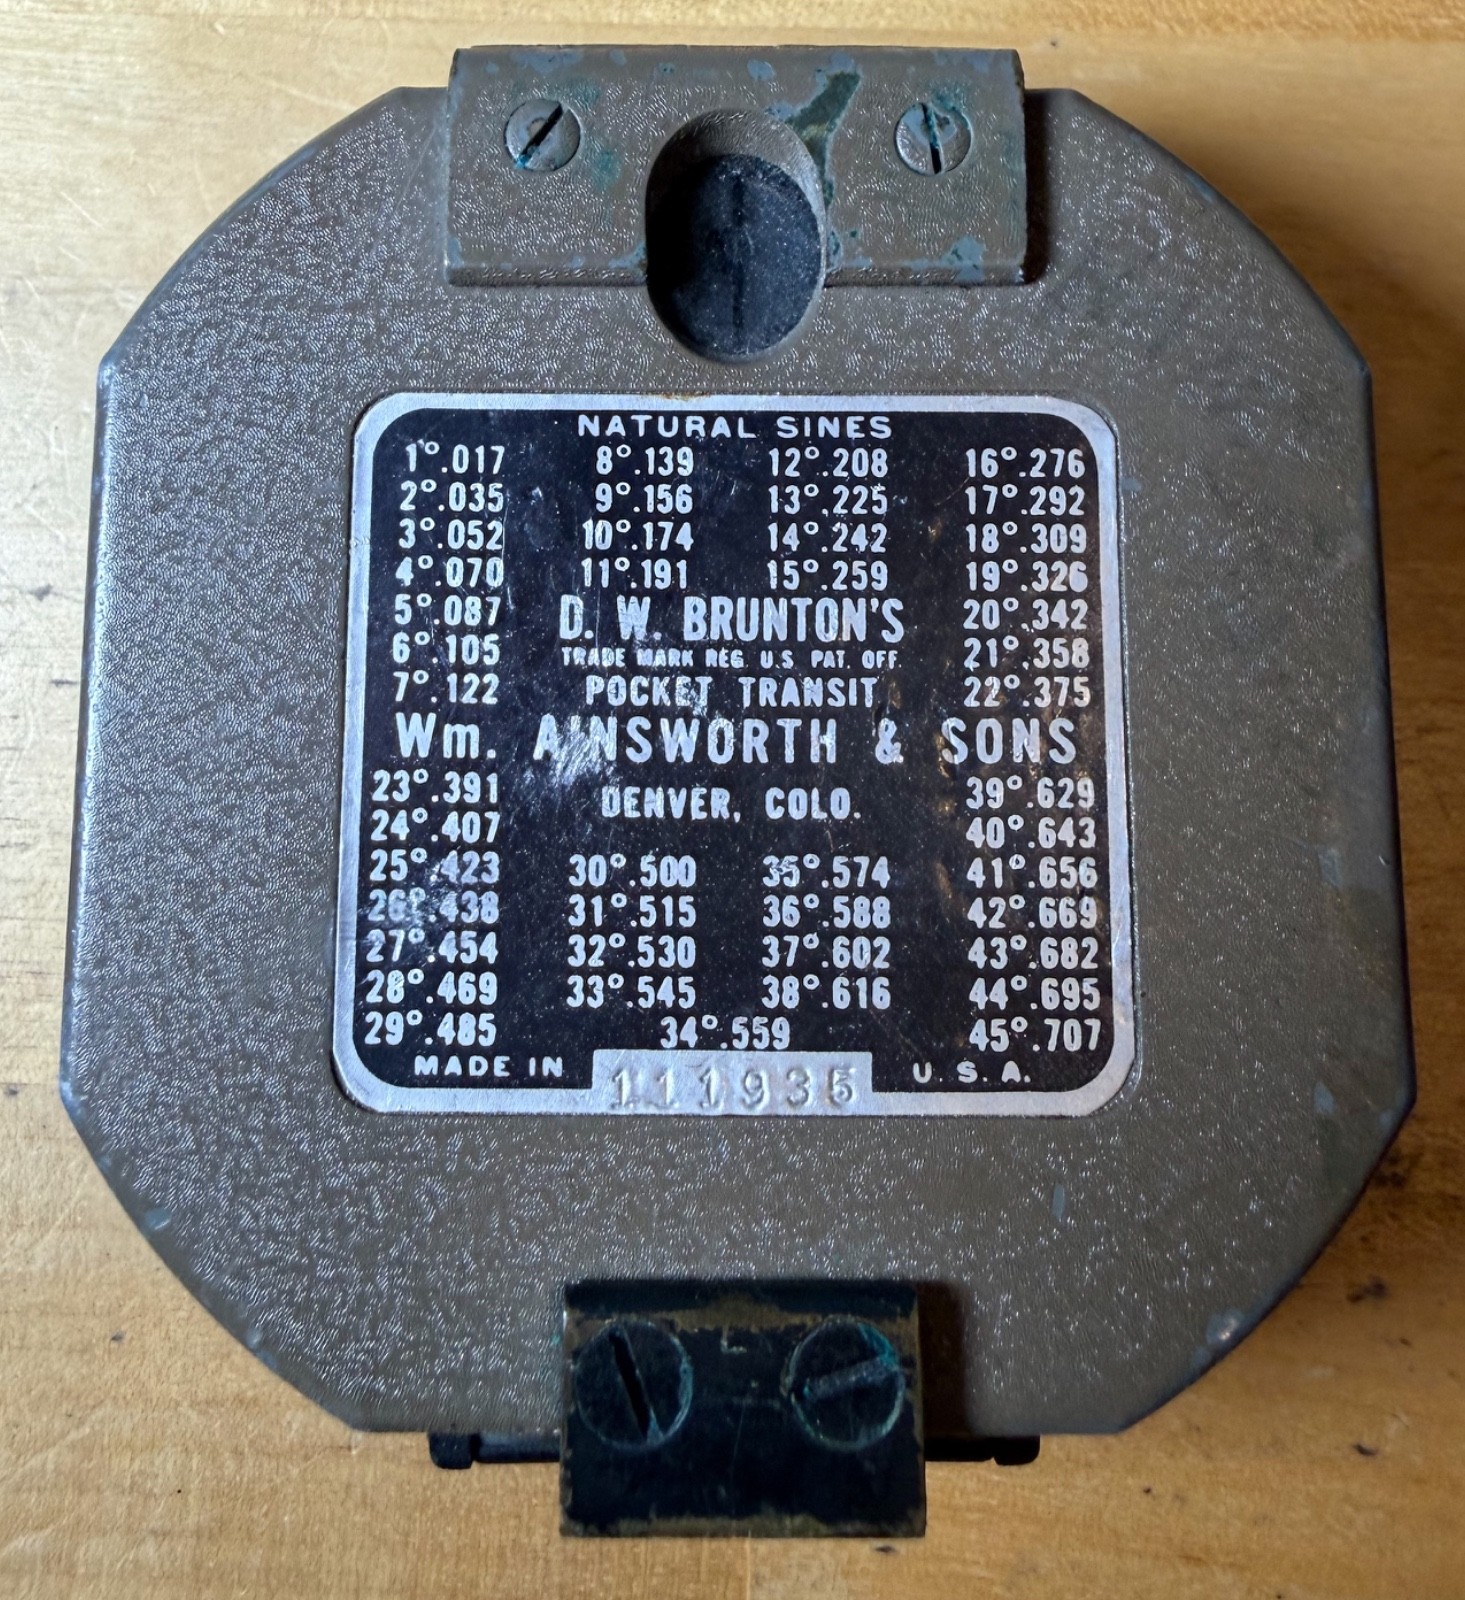 NATURAL SINES
1°.017 8°.139 12°.208 16°.276
2°.035 9°.156 13°.225 17°.292
3°.052 10°.174 14°.242 18°.309
4°.070 11°.191 15°.259 19°.326
5°.087 D. W. BRUNTON'S 20°.342
6°.105 TRADE MARK REG. U.S. PAT. OFF. 21°.358
7°.122 POCKET TRANSIT 22°.375
Wm. AINSWORTH & SONS
23°.391 DENVER, COLO. 39°.629
24°.407 40°.643
25°.423 30°.500 35°.574 41°.656
26°.438 31°.515 36°.588 42°.669
27°.454 32°.530 37°.602 43°.682
28°.469 33°.545 38°.616 44°.695
29°.485 34°.559 45°.707
MADE IN 111935 U. S. A.